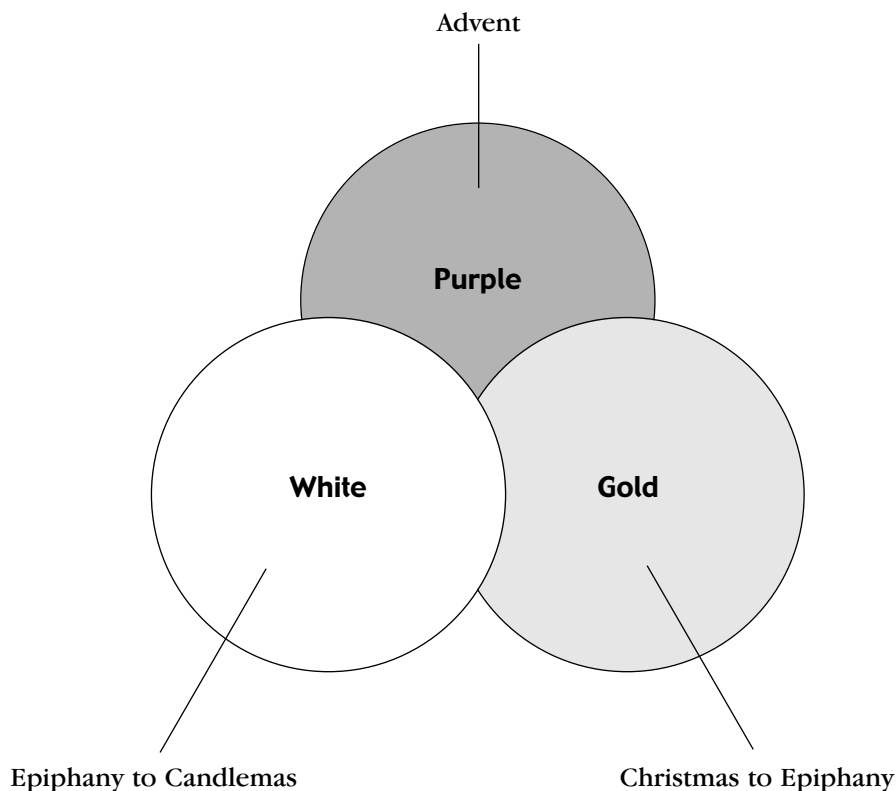 Advent
Purple
White
Gold
Epiphany to Candlemas
Christmas to Epiphany